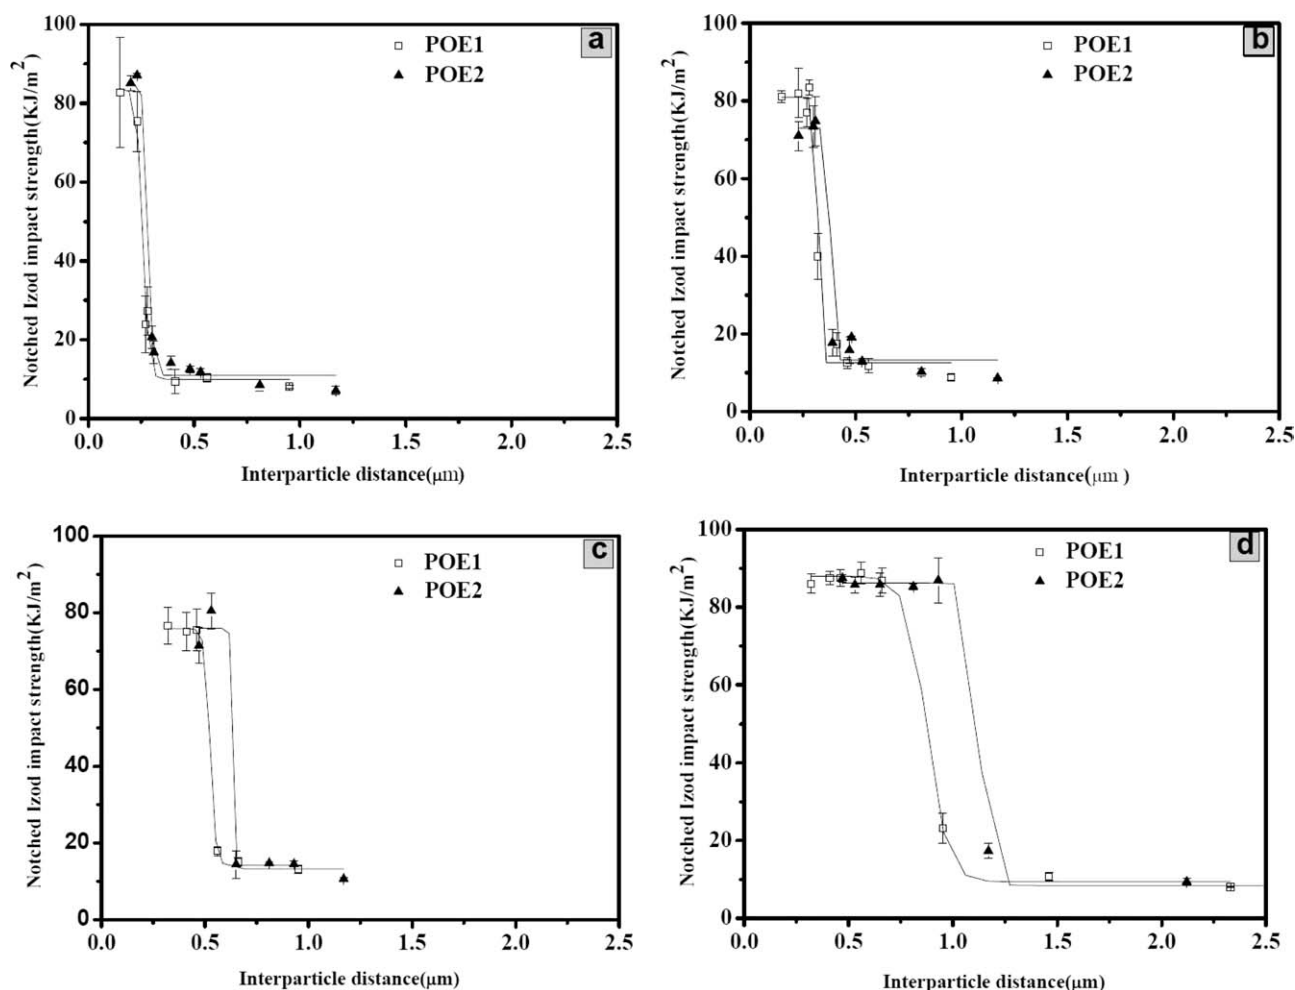 a
POE1
POE2
Notched Izod impact strength(KJ/m²)
100
80
60
40
20
0
0.0 0.5 1.0 1.5 2.0 2.5
Interparticle distance(μm)
b
POE1
POE2
Notched Izod impact strength(KJ/m²)
100
80
60
40
20
0
0.0 0.5 1.0 1.5 2.0 2.5
Interparticle distance(μm )
c
POE1
POE2
Notched Izod impact strength(KJ/m²)
100
80
60
40
20
0
0.0 0.5 1.0 1.5 2.0 2.5
Interparticle distance(μm)
d
POE1
POE2
Notched Izod impact strength(KJ/m²)
100
80
60
40
20
0
0.0 0.5 1.0 1.5 2.0 2.5
Interparticle distance(μm)